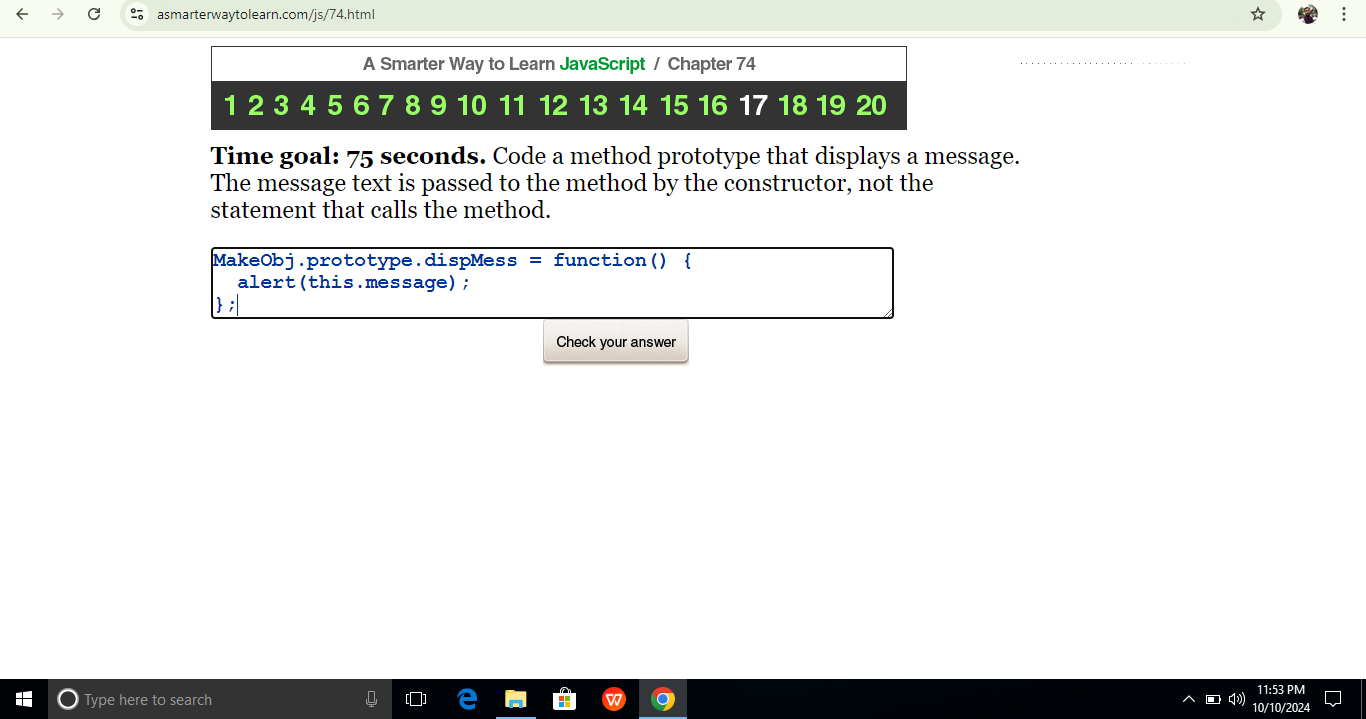 asmarterwaytolearn.com/js/74.html
A Smarter Way to Learn JavaScript / Chapter 74
1 2 3 4 5 6 7 8 9 10 11 12 13 14 15 16 17 18 19 20
Time goal: 75 seconds. Code a method prototype that displays a message.
The message text is passed to the method by the constructor, not the
statement that calls the method.
MakeObj.prototype.dispMess = function() {
  alert(this.message);
};
Check your answer
Type here to search
11:53 PM
10/10/2024